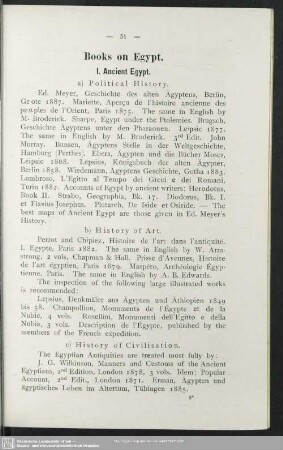 — 51 —
Books on Egypt.
I. Ancient Egypt.
a) Political History.
Ed. Meyer, Geschichte des alten Ägyptens, Berlin,
Grote 1887. Mariette, Aperçu de l'histoire ancienne des
peuples de l'Orient, Paris 1875. The same in English by
M. Broderick. Sharpe, Egypt under the Ptolemies. Brugsch,
Geschichte Ägyptens unter den Pharaonen. Leipzig 1877.
The same in English by M. Broderick. 3rd Edit. John
Murray. Bunsen, Ägyptens Stelle in der Weltgeschichte,
Hamburg (Perthes). Ebers, Ägypten und die Bücher Moses,
Leipzig 1868. Lepsius, Königsbuch der alten Ägypter,
Berlin 1858. Wiedemann, Ägyptens Geschichte, Gotha 1883.
Lumbroso, L'Egitto al Tempo dei Greci e dei Romani,
Turin 1882. Accounts of Egypt by ancient writers: Herodotus,
Book II. Strabo, Geographia, Bk. 17. Diodorus, Bk. I.
et Flavius Josephus. Plutarch, De Iside et Osiride. — The
best maps of Ancient Egypt are those given in Ed. Meyer's
History.
b) History of Art.
Perrot and Chipiez, Histoire de l'art dans l'antiquité.
I. Egypte, Paris 1882. The same in English by W. Arm-
strong, 2 vols, Chapman & Hall. Prisse d'Avennes, Histoire
de l'art égyptien, Paris 1879. Maspéro, Archéologie Égyp-
tienne, Paris. The same in English by A. B. Edwards.
The inspection of the following large illustrated works
is recommended:
Lepsius, Denkmäler aus Ägypten und Äthiopien 1849
bis 58. Champollion, Monuments de l'Égypte et de la
Nubie, 4 vols. Rosellini, Monumenti dell'Egitto e della
Nubia, 3 vols. Description de l'Egypte, published by the
members of the French expedition.
c) History of Civilisation.
The Egyptian Antiquities are treated most fully by:
J. G. Wilkinson, Manners and Customs of the Ancient
Egyptians, 2nd Edition, London 1878, 3 vols. Idem: Popular
Account, 2nd Edit., London 1871. Erman, Ägypten und
ägyptisches Leben im Altertum, Tübingen 1885.